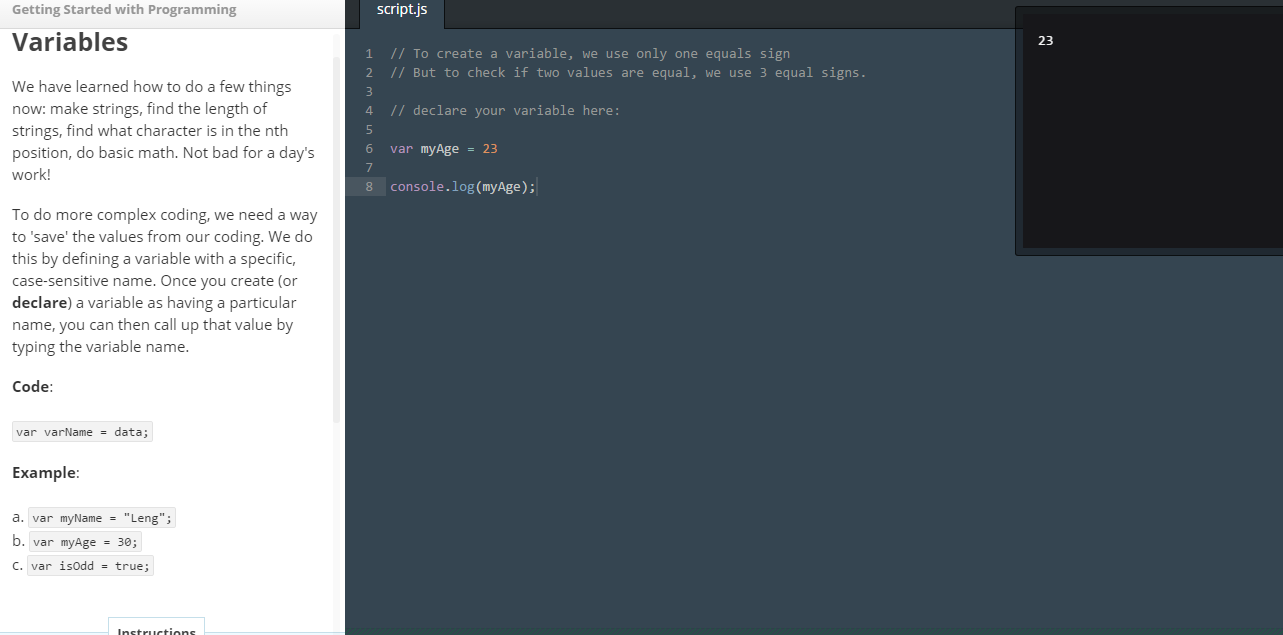 Getting Started with Programming
Variables
We have learned how to do a few things
now: make strings, find the length of
strings, find what character is in the nth
position, do basic math. Not bad for a day's
work!
To do more complex coding, we need a way
to 'save' the values from our coding. We do
this by defining a variable with a specific,
case-sensitive name. Once you create (or
declare) a variable as having a particular
name, you can then call up that value by
typing the variable name.
Code:
var varName = data;
Example:
a. var myName = "Leng";
b. var myAge = 30;
c. var isOdd = true;
Instructions
script.js
1 // To create a variable, we use only one equals sign
2 // But to check if two values are equal, we use 3 equal signs.
3
4 // declare your variable here:
5
6 var myAge = 23
7
8 console.log(myAge);
23